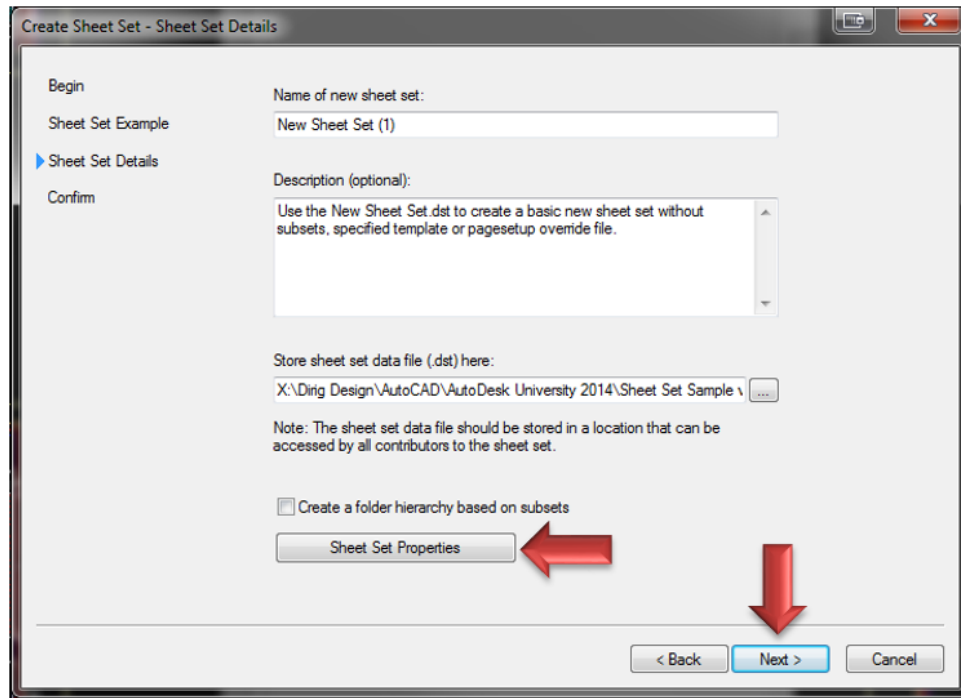 Create Sheet Set - Sheet Set Details
Begin
Sheet Set Example
Sheet Set Details
Confirm
Name of new sheet set:
New Sheet Set (1)
Description (optional):
Use the New Sheet Set.dst to create a basic new sheet set without
subsets, specified template or pagesetup override file.
Store sheet set data file (.dst) here:
X:\Dirig Design\AutoCAD\AutoDesk University 2014\Sheet Set Sample
...
Note: The sheet set data file should be stored in a location that can be
accessed by all contributors to the sheet set.
Create a folder hierarchy based on subsets
Sheet Set Properties
< Back
Next >
Cancel